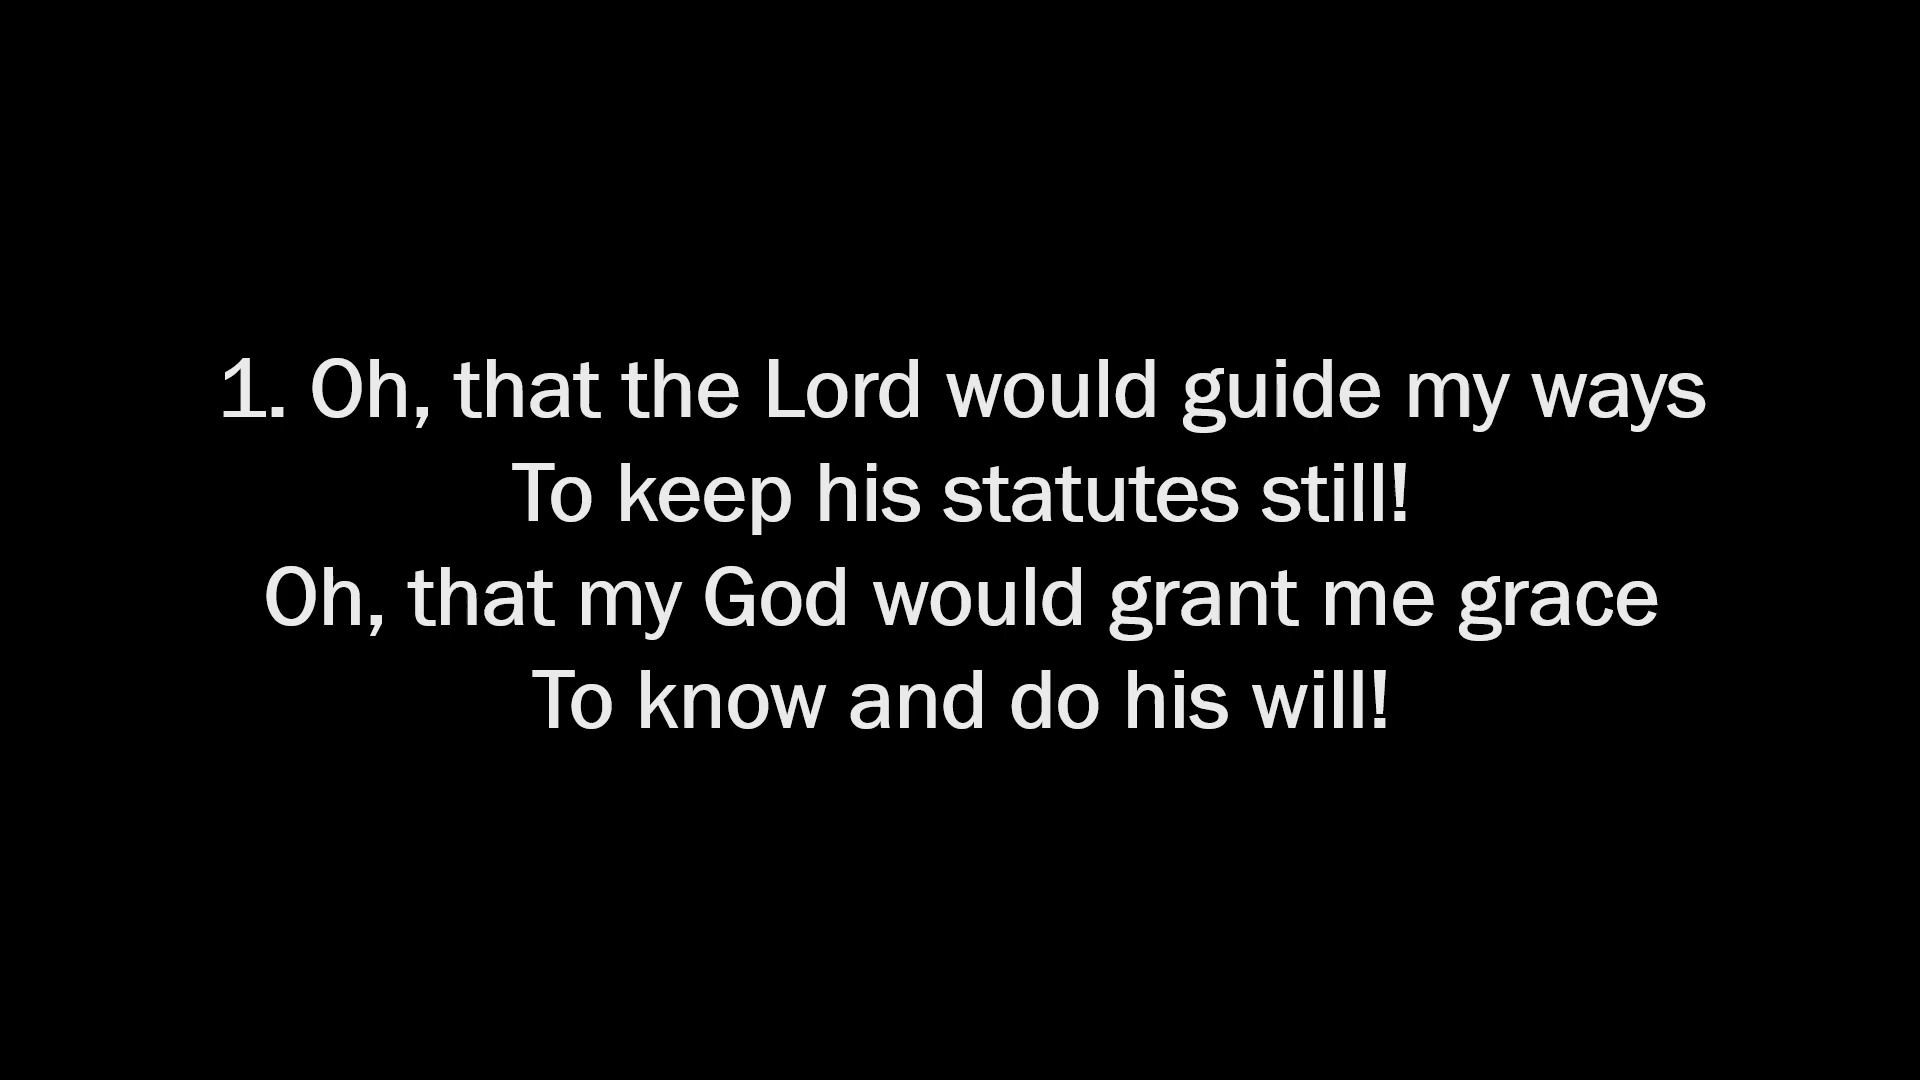 1. Oh, that the Lord would guide my ways
To keep his statutes still!
Oh, that my God would grant me grace
To know and do his will!